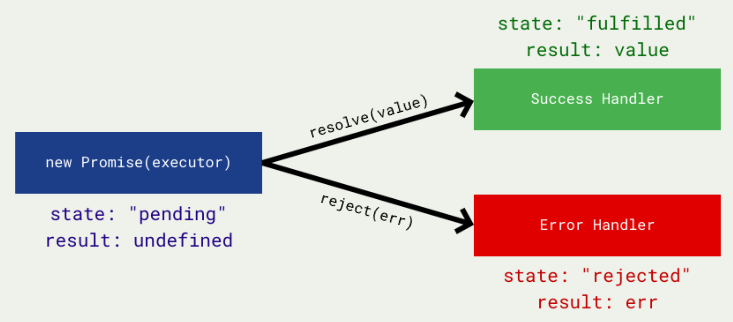 state: "fulfilled"
result: value
Success Handler
resolve(value)
new Promise(executor)
state: "pending"
result: undefined
reject(err)
Error Handler
state: "rejected"
result: err